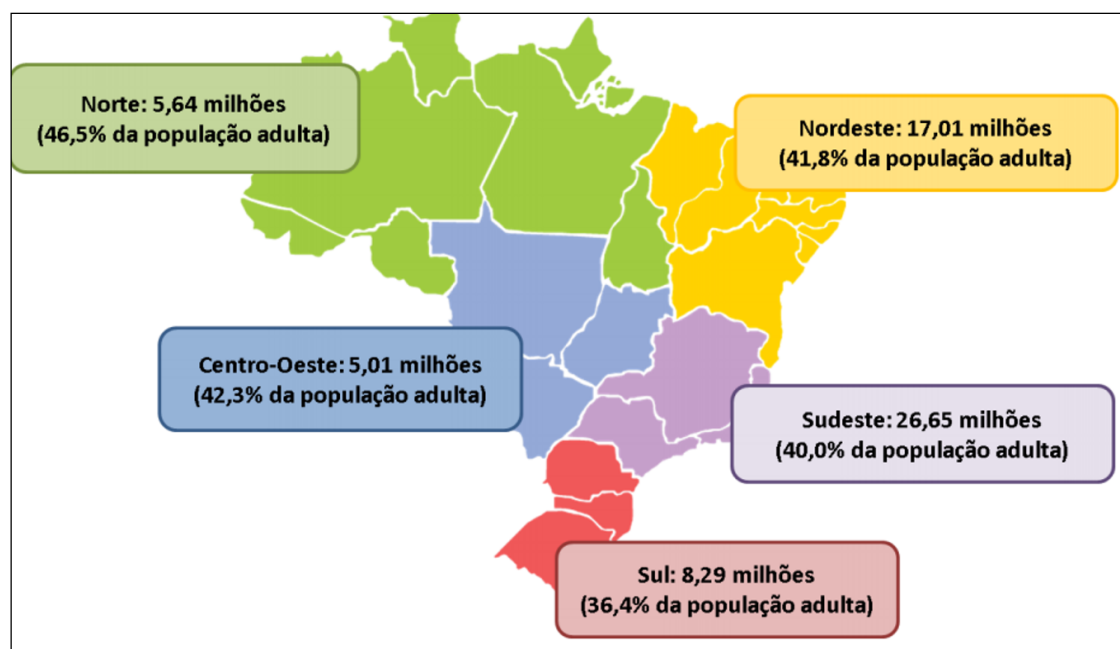 Norte: 5,64 milhões
(46,5% da população adulta)
Nordeste: 17,01 milhões
(41,8% da população adulta)
Centro-Oeste: 5,01 milhões
(42,3% da população adulta)
Sudeste: 26,65 milhões
(40,0% da população adulta)
Sul: 8,29 milhões
(36,4% da população adulta)